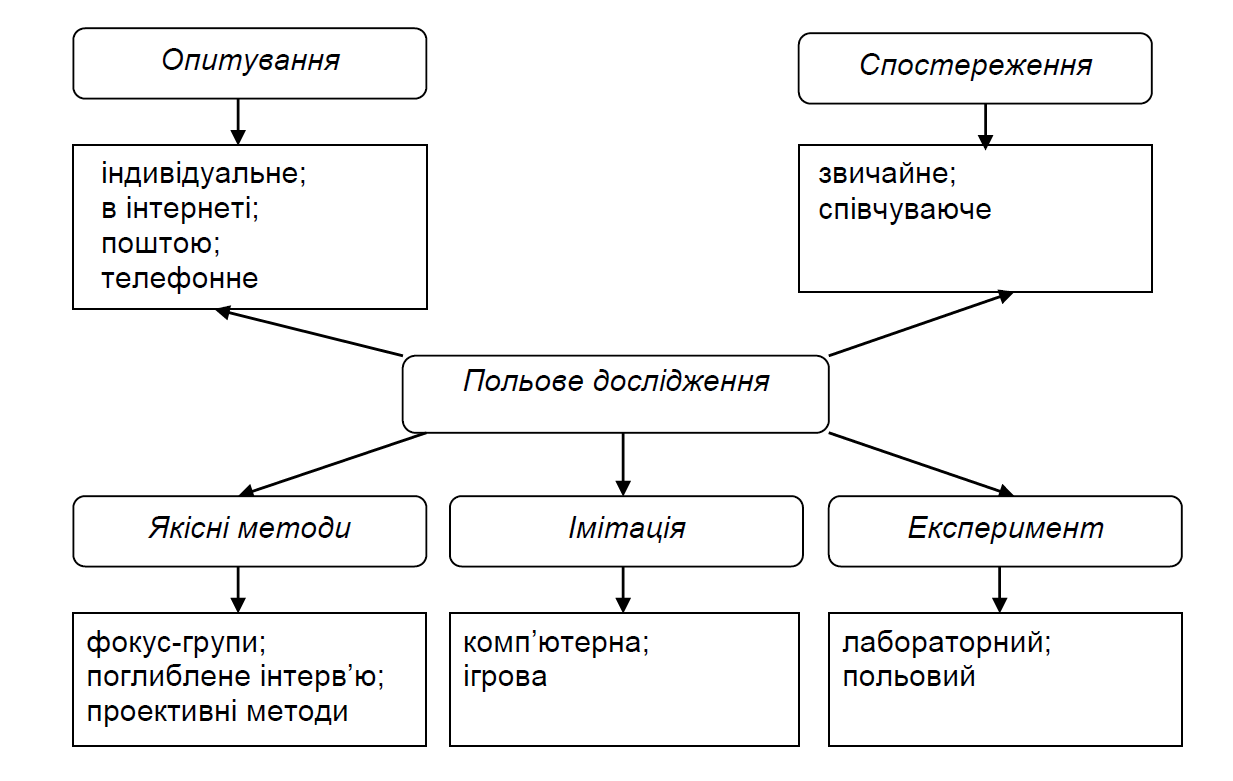 Опитування
Спостереження
індивідуальне;
в інтернеті;
поштою;
телефонне
звичайне;
співчуваюче
Польове дослідження
Якісні методи
Імітація
Експеримент
фокус-групи;
поглиблене інтерв’ю;
проективні методи
комп’ютерна;
ігрова
лабораторний;
польовий